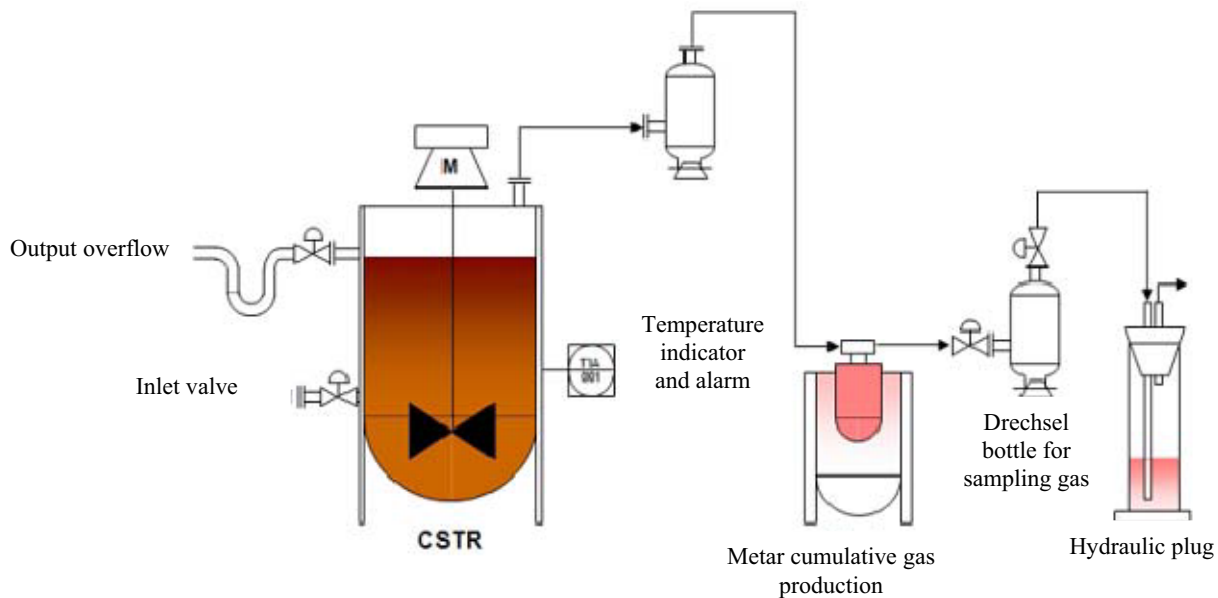 M
Output overflow
Inlet valve
Temperature
indicator
and alarm
TIA
001
CSTR
Metar cumulative gas
production
Drechsel
bottle for
sampling gas
Hydraulic plug